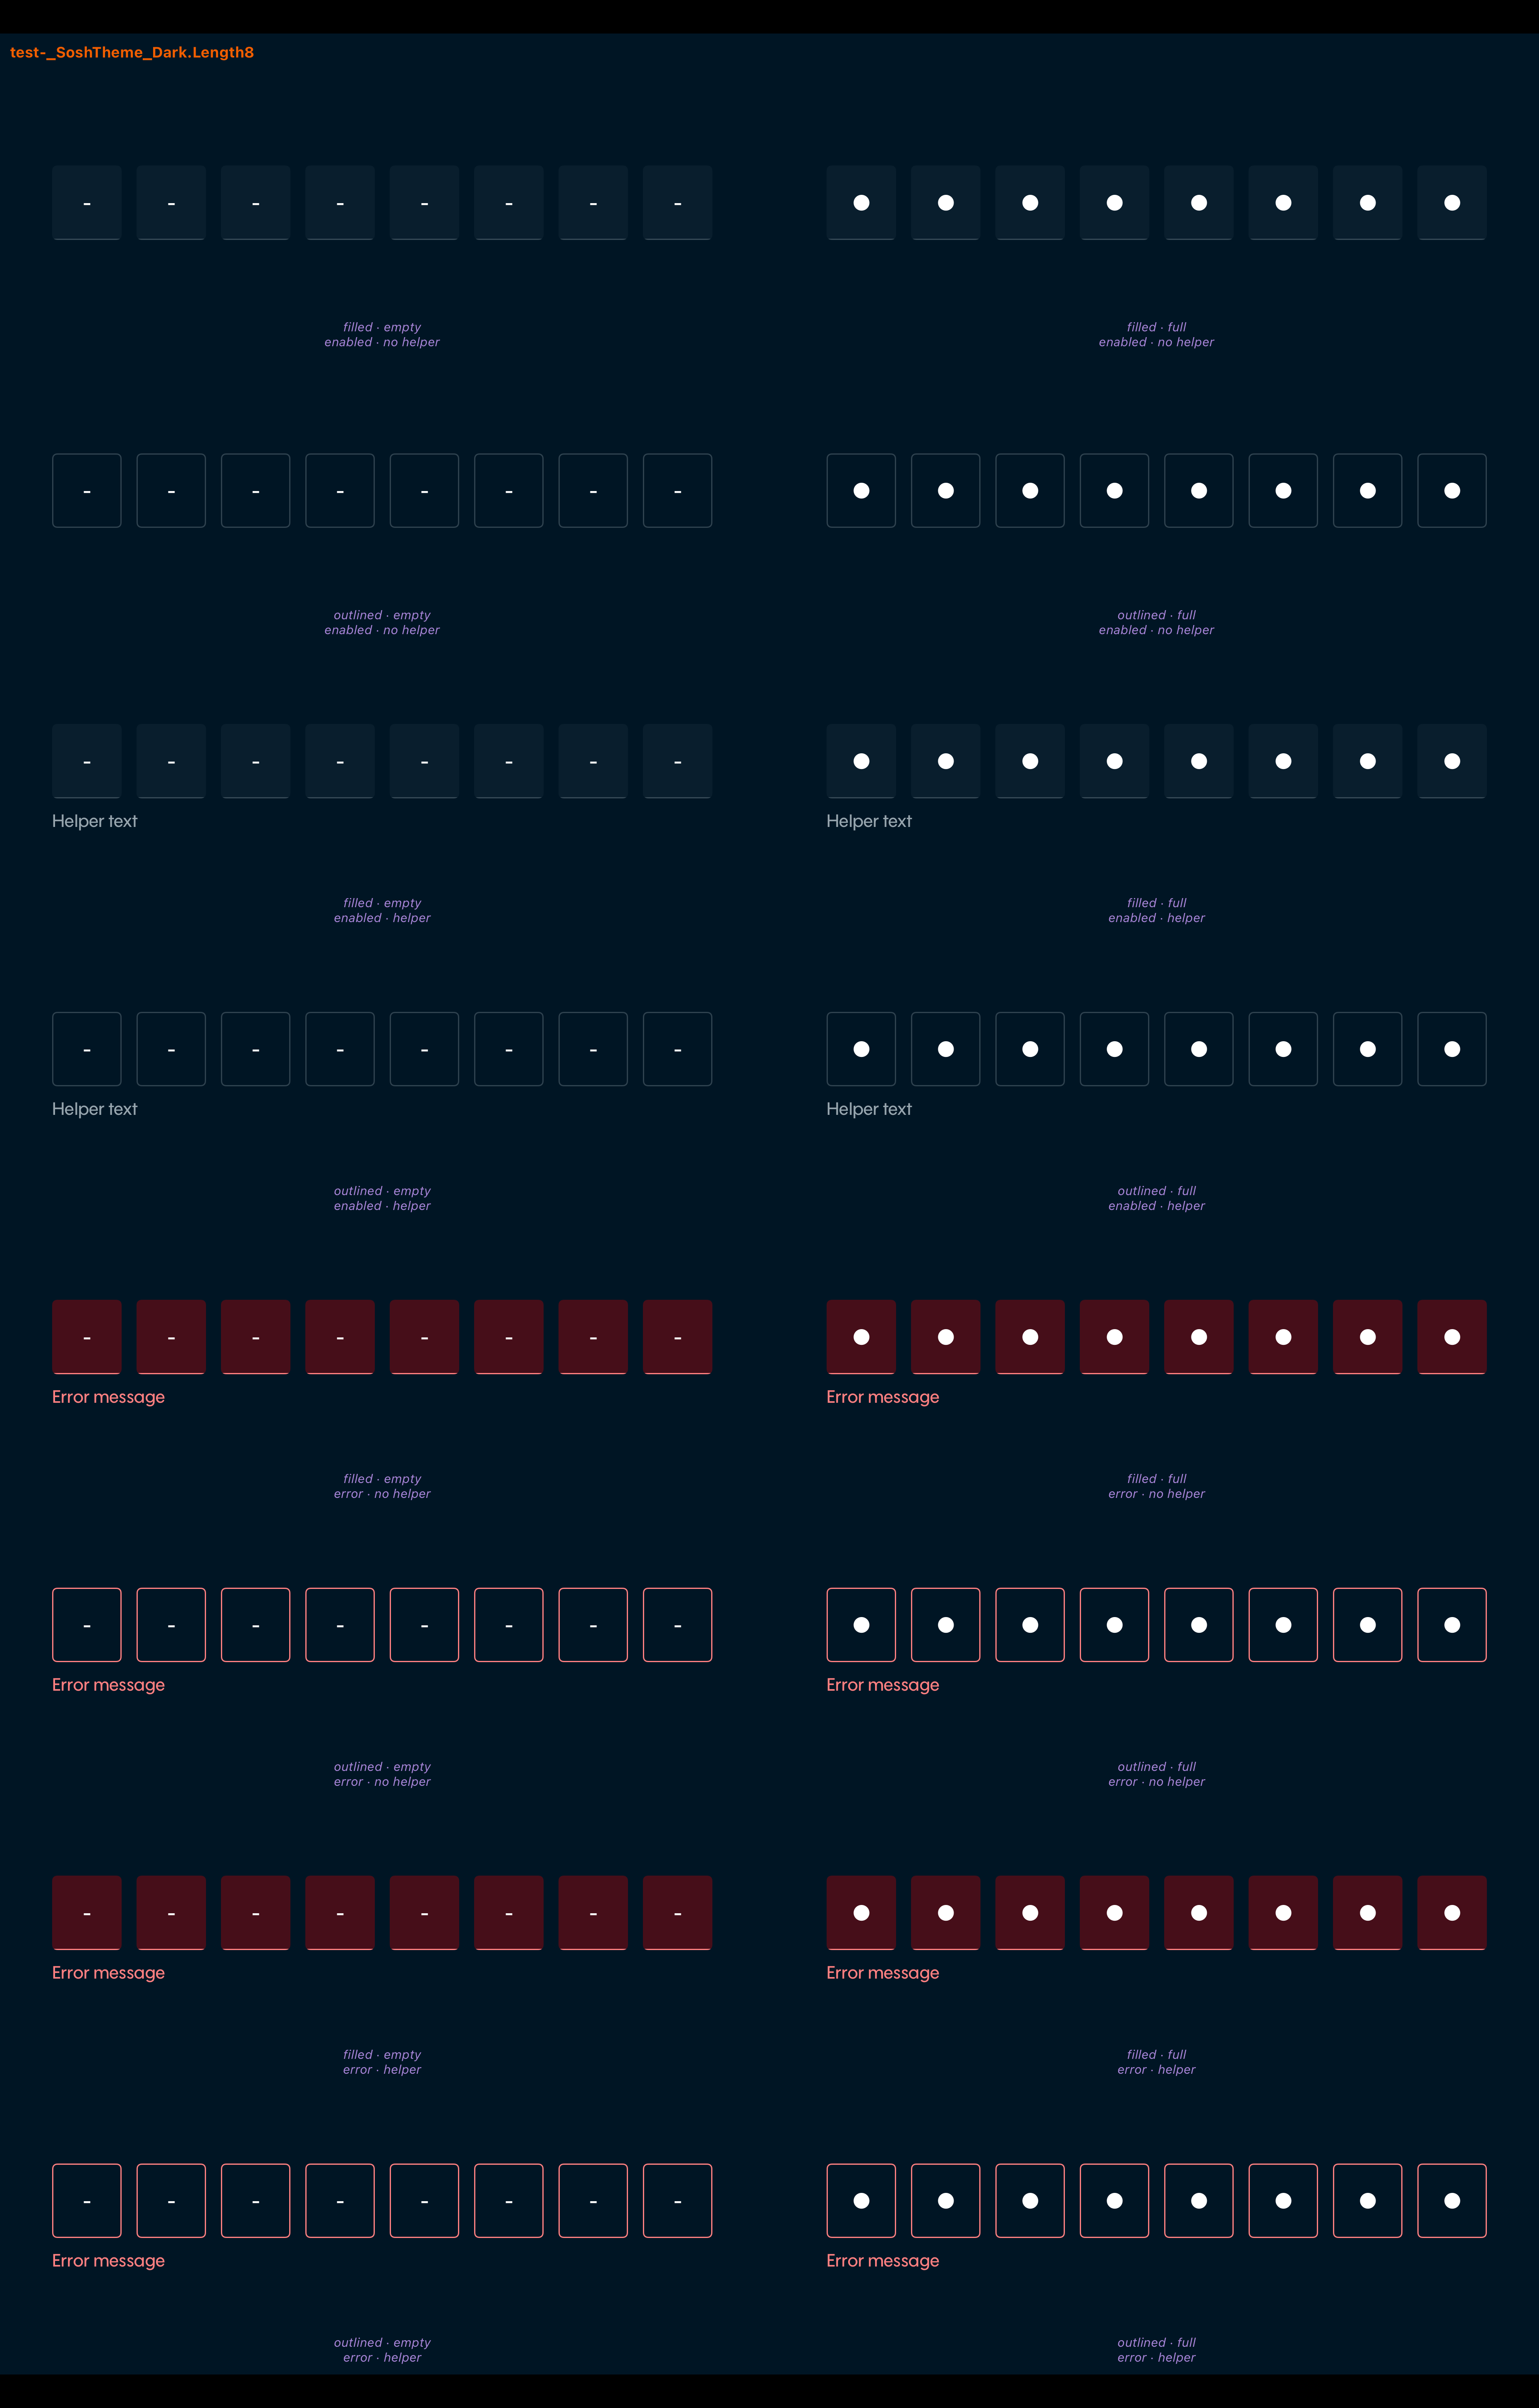 test-_SoshTheme_Dark.Length8
- - - - - - - -
filled · empty
enabled · no helper
filled · full
enabled · no helper
- - - - - - - -
outlined · empty
enabled · no helper
outlined · full
enabled · no helper
- - - - - - - -
Helper text
Helper text
filled · empty
enabled · helper
filled · full
enabled · helper
- - - - - - - -
Helper text
Helper text
outlined · empty
enabled · helper
outlined · full
enabled · helper
- - - - - - - -
Error message
Error message
filled · empty
error · no helper
filled · full
error · no helper
- - - - - - - -
Error message
Error message
outlined · empty
error · no helper
outlined · full
error · no helper
- - - - - - - -
Error message
Error message
filled · empty
error · helper
filled · full
error · helper
- - - - - - - -
Error message
Error message
outlined · empty
error · helper
outlined · full
error · helper